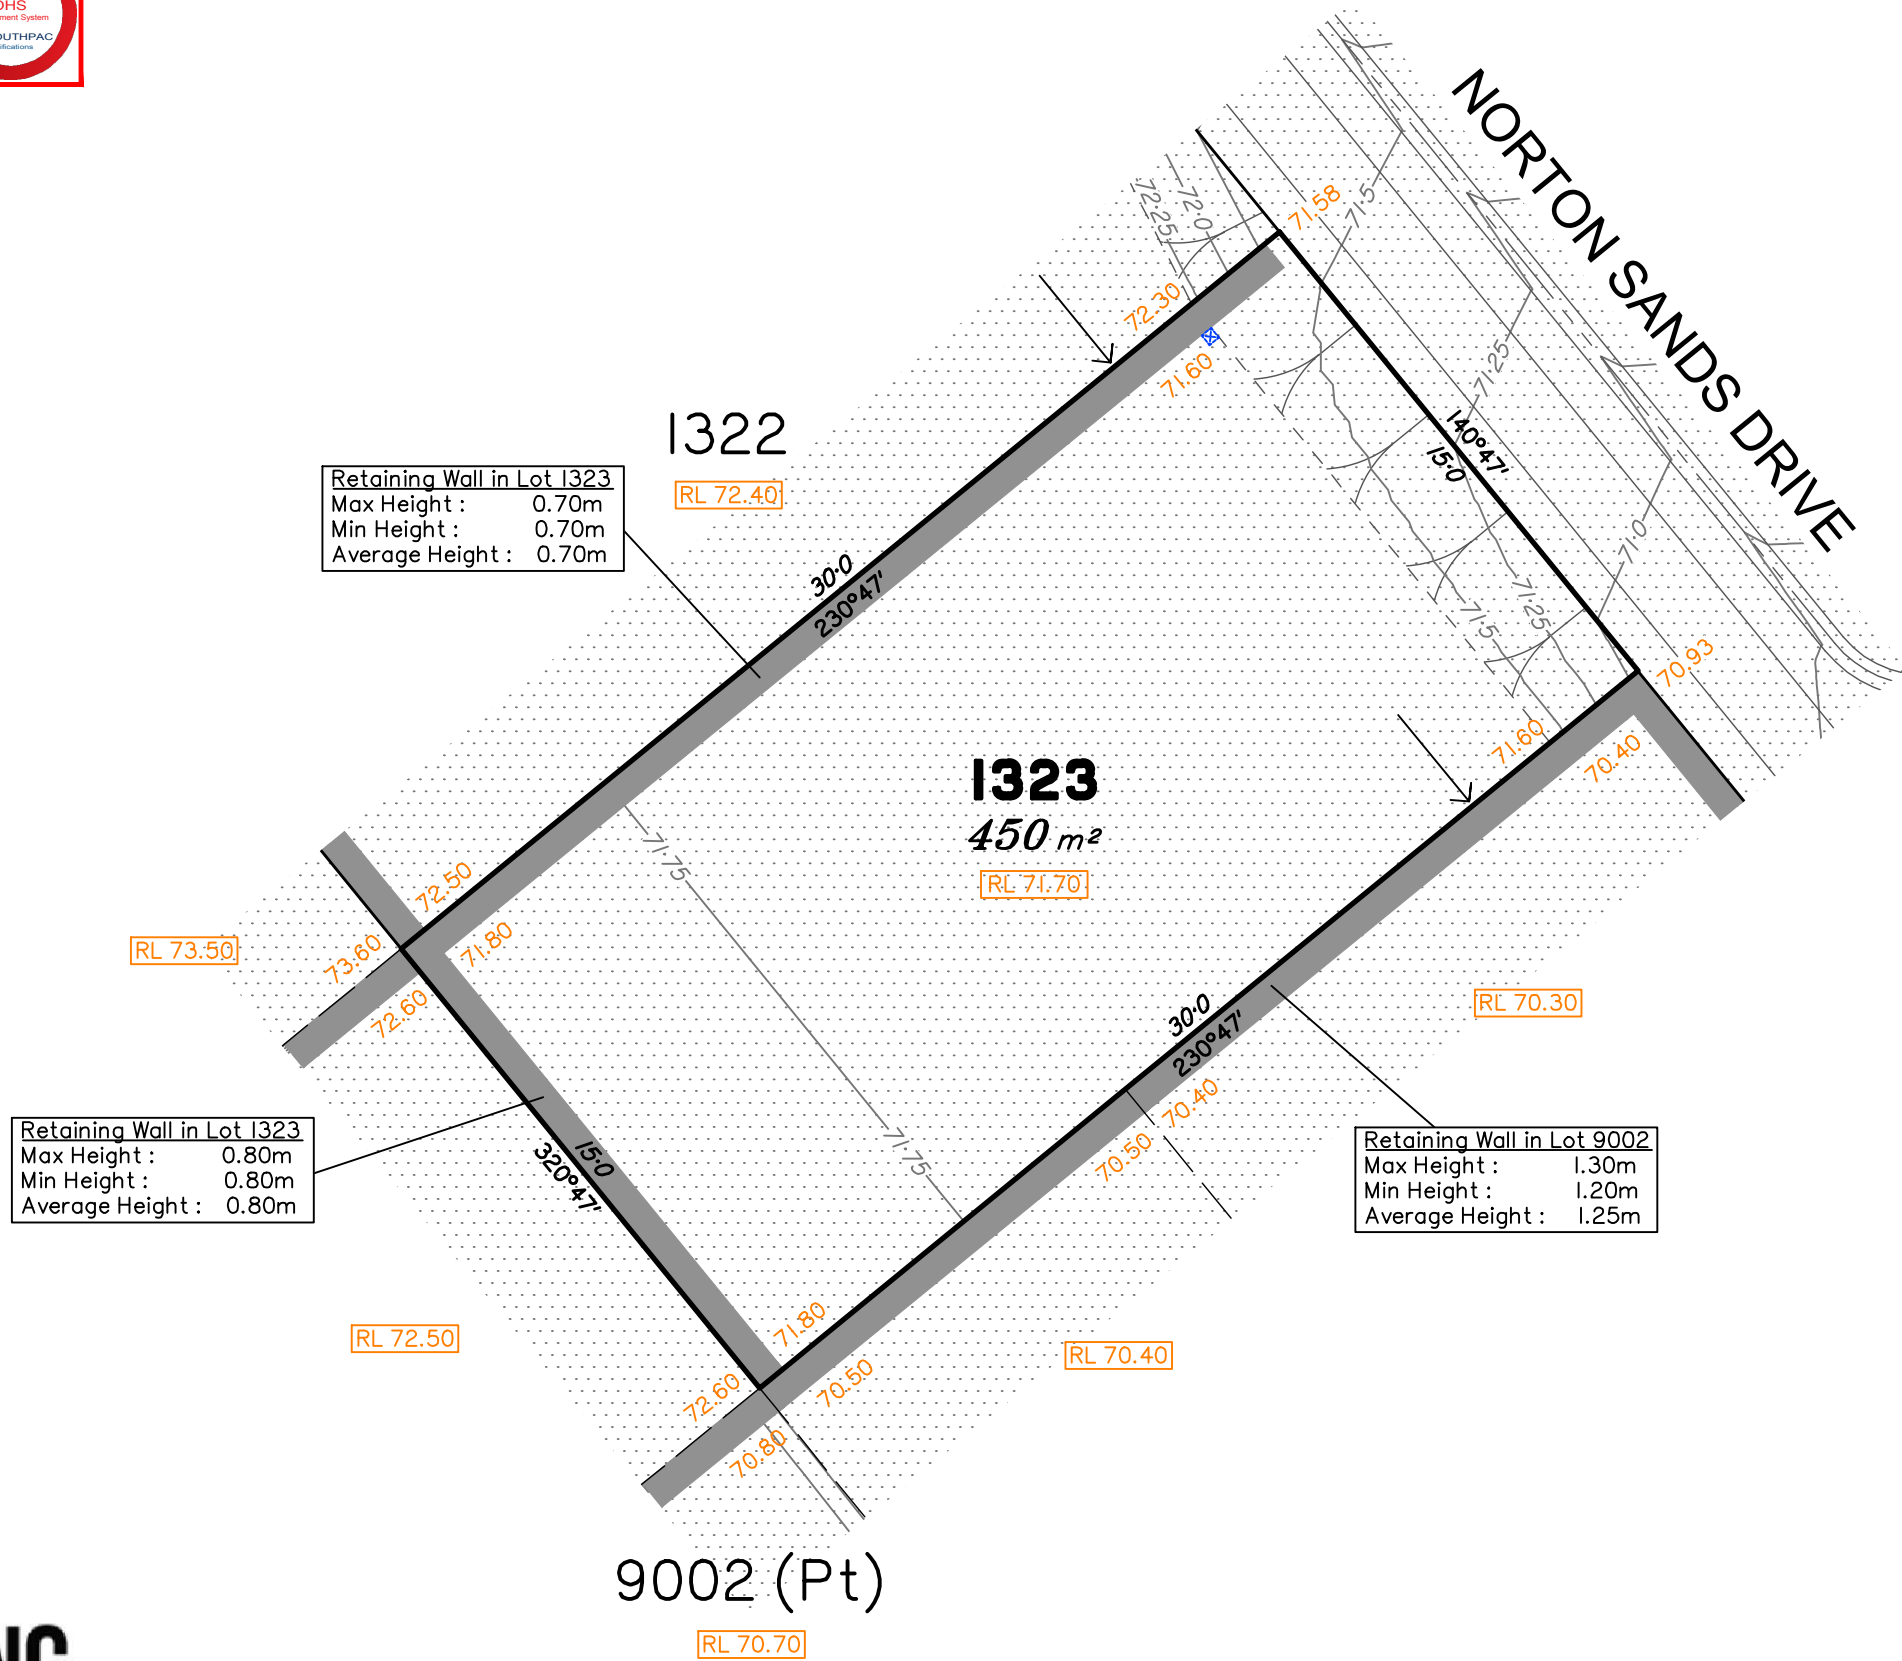 OHS
ment System
OUTHPAC
ifications
NORTON SANDS DRIVE
71.58
71·5
72·0
72·25
72.30
71.60
71·25
140°47'
15·0
1322
RL 72.40
Retaining Wall in Lot 1323
Max Height : 0.70m
Min Height : 0.70m
Average Height : 0.70m
30·0
230°47'
71·0
71·25
71·5
70.93
71.60
70.40
1323
450 m²
RL 71.70
71·75
72.50
71.80
73.60
72.60
RL 73.50
RL 70.30
30·0
230°47'
70.40
70.50
71·75
Retaining Wall in Lot 1323
Max Height : 0.80m
Min Height : 0.80m
Average Height : 0.80m
15·0
320°47'
Retaining Wall in Lot 9002
Max Height : 1.30m
Min Height : 1.20m
Average Height : 1.25m
71.80
RL 72.50
RL 70.40
72.60
70.50
70.80
9002 (Pt)
RL 70.70